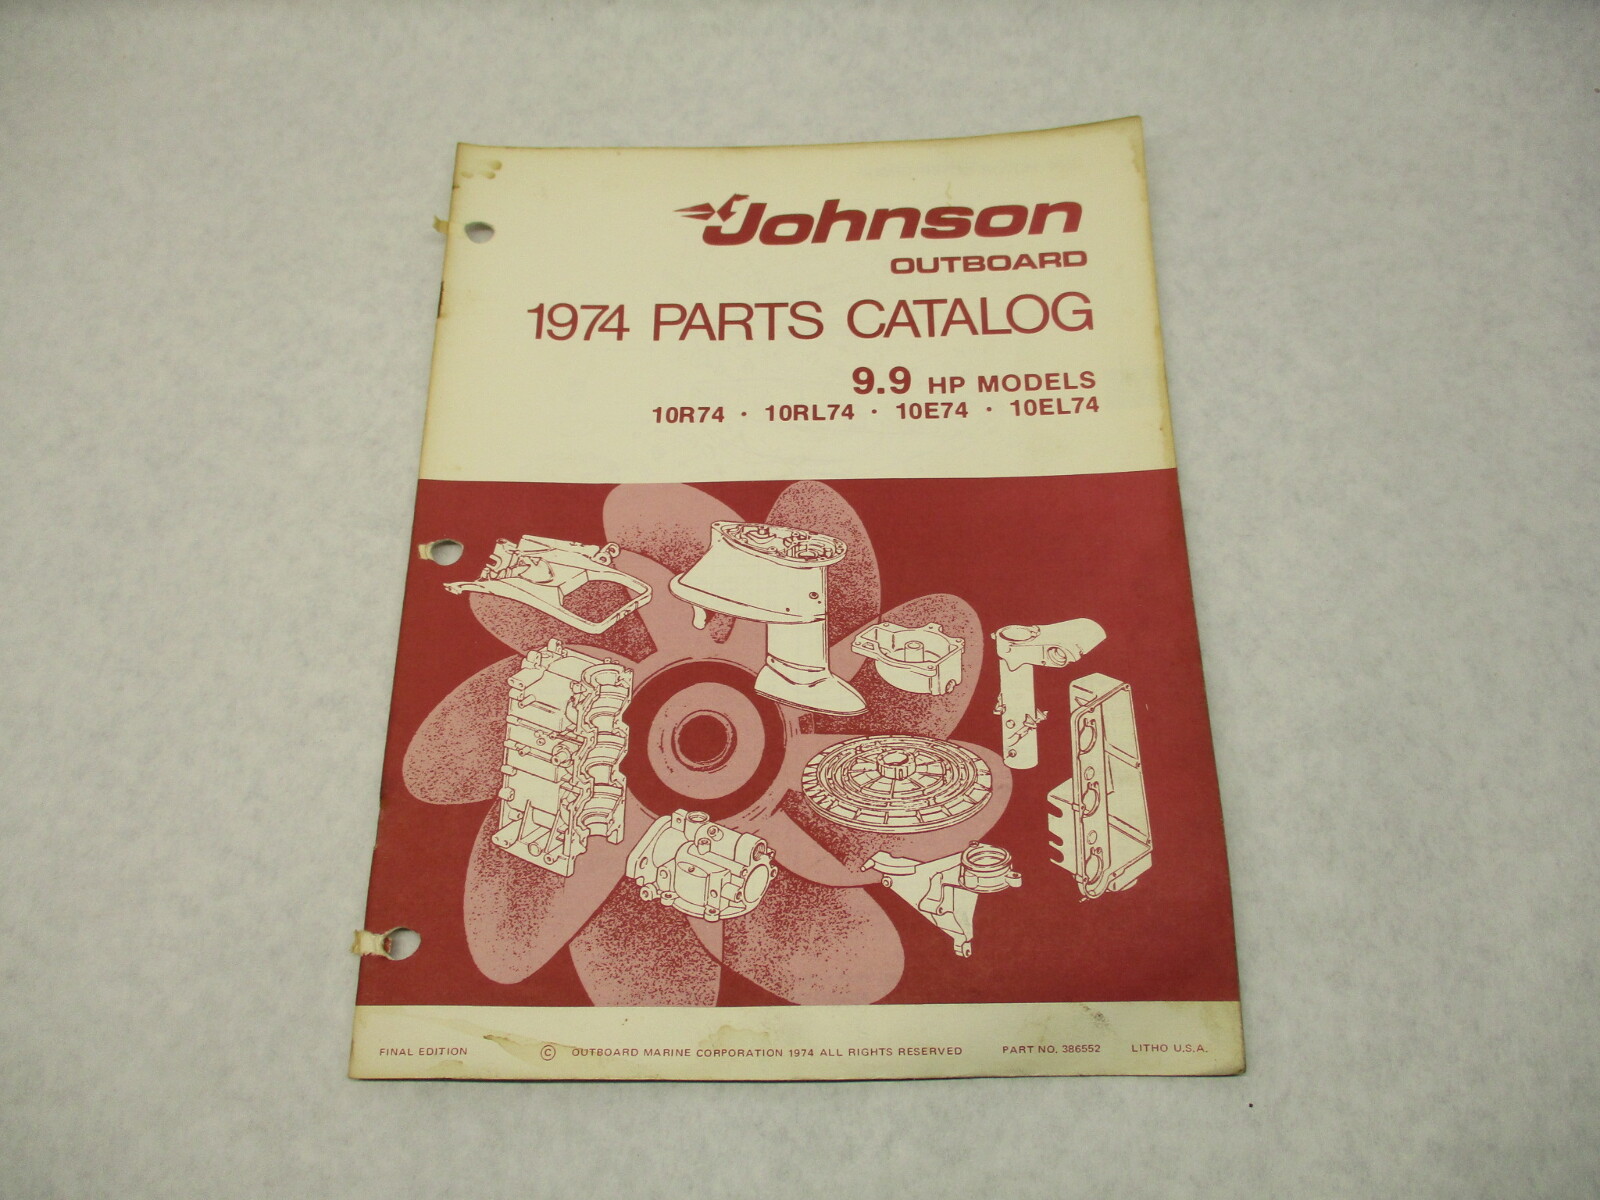 Johnson
OUTBOARD
1974 PARTS CATALOG
9.9 HP MODELS
10R74 • 10RL74 • 10E74 • 10EL74
FINAL EDITION © OUTBOARD MARINE CORPORATION 1974 ALL RIGHTS RESERVED PART NO. 386552 LITHO U.S.A.